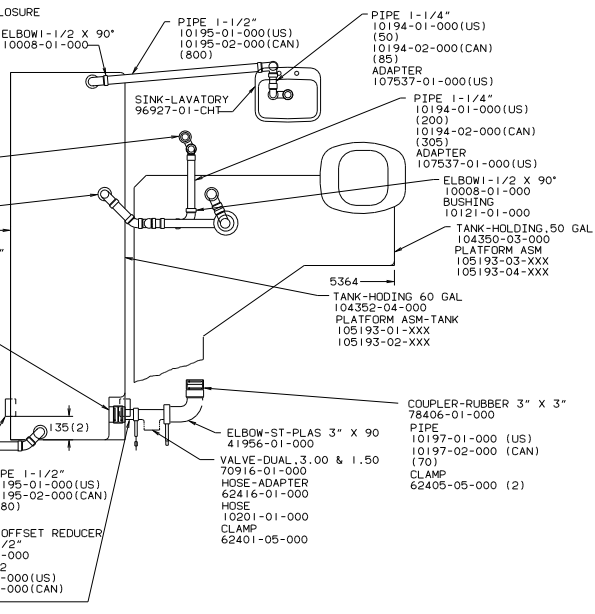 LOSURE
ELBOW1-1/2 X 90°
10008-01-000
PIPE 1-1/2"
10195-01-000(US)
10195-02-000(CAN)
(800)
PIPE 1-1/4"
10194-01-000(US)
(50)
10194-02-000(CAN)
(85)
ADAPTER
107537-01-000(US)
SINK-LAVATORY
96927-01-CHT
PIPE 1-1/4"
10194-01-000(US)
(200)
10194-02-000(CAN)
(305)
ADAPTER
107537-01-000(US)
ELBOW1-1/2 X 90°
10008-01-000
BUSHING
10121-01-000
TANK-HOLDING,50 GAL
104350-03-000
PLATFORM ASM
105193-03-XXX
105193-04-XXX
5364
TANK-HODING 60 GAL
104352-04-000
PLATFORM ASM-TANK
105193-01-XXX
105193-02-XXX
COUPLER-RUBBER 3" X 3"
78406-01-000
PIPE
10197-01-000 (US)
10197-02-000 (CAN)
(70)
CLAMP
62405-05-000 (2)
135(2)
ELBOW-ST-PLAS 3" X 90
41956-01-000
VALVE-DUAL,3.00 & 1.50
70916-01-000
HOSE-ADAPTER
62416-01-000
HOSE
10201-01-000
CLAMP
62401-05-000
PE 1-1/2"
195-01-000(US)
195-02-000(CAN)
80)
OFFSET REDUCER
/2"
-000
2
-000(US)
-000(CAN)